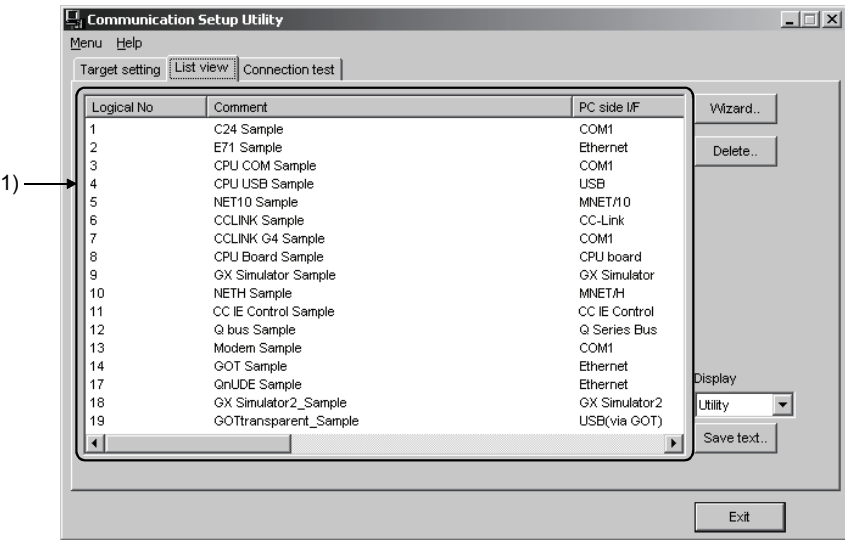 Communication Setup Utility
Menu Help
Target setting List view Connection test
Logical No Comment PC side I/F
Wizard..
1 C24 Sample COM1
2 E71 Sample Ethernet
Delete..
3 CPU COM Sample COM1
1) 4 CPU USB Sample USB
5 NET10 Sample MNET/10
6 CCLINK Sample CC-Link
7 CCLINK G4 Sample COM1
8 CPU Board Sample CPU board
9 GX Simulator Sample GX Simulator
10 NETH Sample MNET/H
11 CC IE Control Sample CC IE Control
12 Q bus Sample Q Series Bus
13 Modem Sample COM1
14 GOT Sample Ethernet
17 QnUDE Sample Ethernet
18 GX Simulator2_Sample GX Simulator2
19 GOTtransparent_Sample USB(via GOT)
Display
Utility
Save text..
Exit